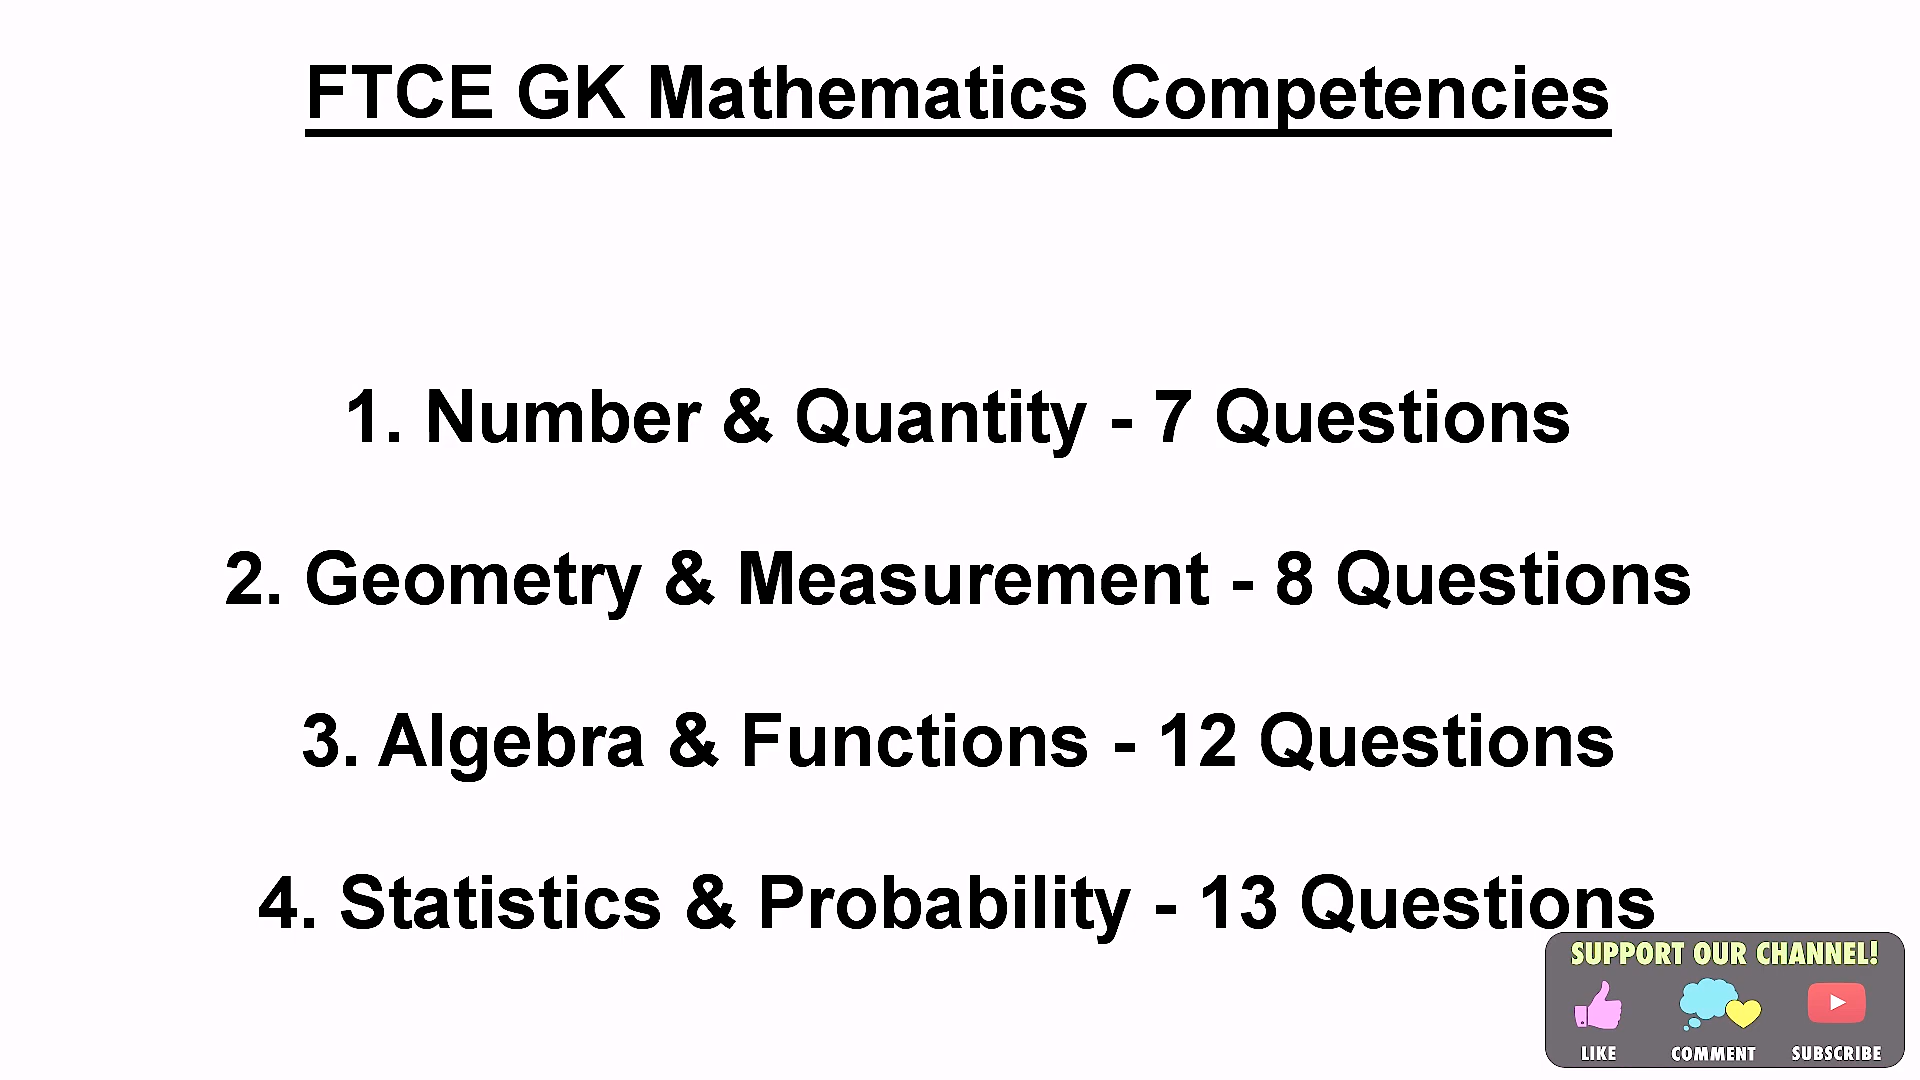 FTCE GK Mathematics Competencies
1. Number & Quantity - 7 Questions
2. Geometry & Measurement - 8 Questions
3. Algebra & Functions - 12 Questions
4. Statistics & Probability - 13 Questions
SUPPORT OUR CHANNEL!
LIKE COMMENT SUBSCRIBE